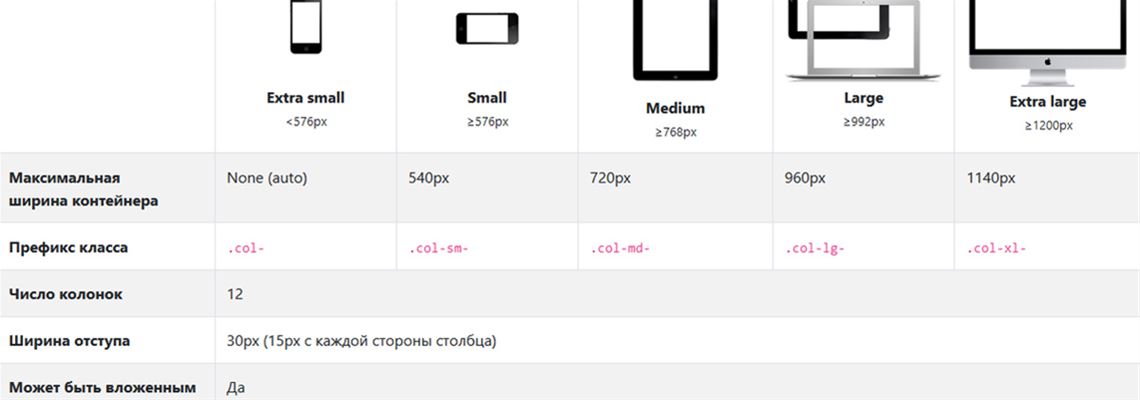 Extra small
<576px
Small
≥576px
Medium
≥768px
Large
≥992px
Extra large
≥1200px
Максимальная
ширина контейнера
None (auto)
540px
720px
960px
1140px
Префикс класса
.col-
.col-sm-
.col-md-
.col-lg-
.col-xl-
Число колонок
12
Ширина отступа
30px (15px с каждой стороны столбца)
Может быть вложенным
Да